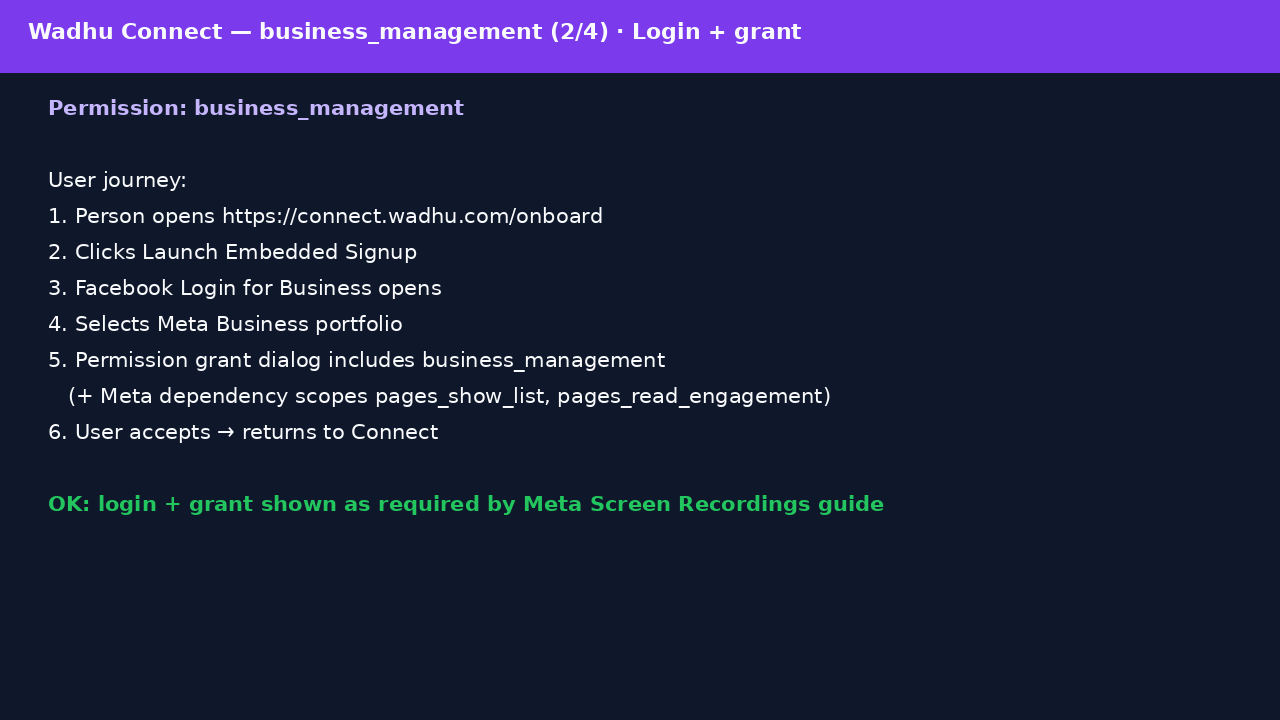 Wadhu Connect — business_management (2/4) · Login + grant
Permission: business_management
User journey:
1. Person opens https://connect.wadhu.com/onboard
2. Clicks Launch Embedded Signup
3. Facebook Login for Business opens
4. Selects Meta Business portfolio
5. Permission grant dialog includes business_management
(+ Meta dependency scopes pages_show_list, pages_read_engagement)
6. User accepts → returns to Connect
OK: login + grant shown as required by Meta Screen Recordings guide